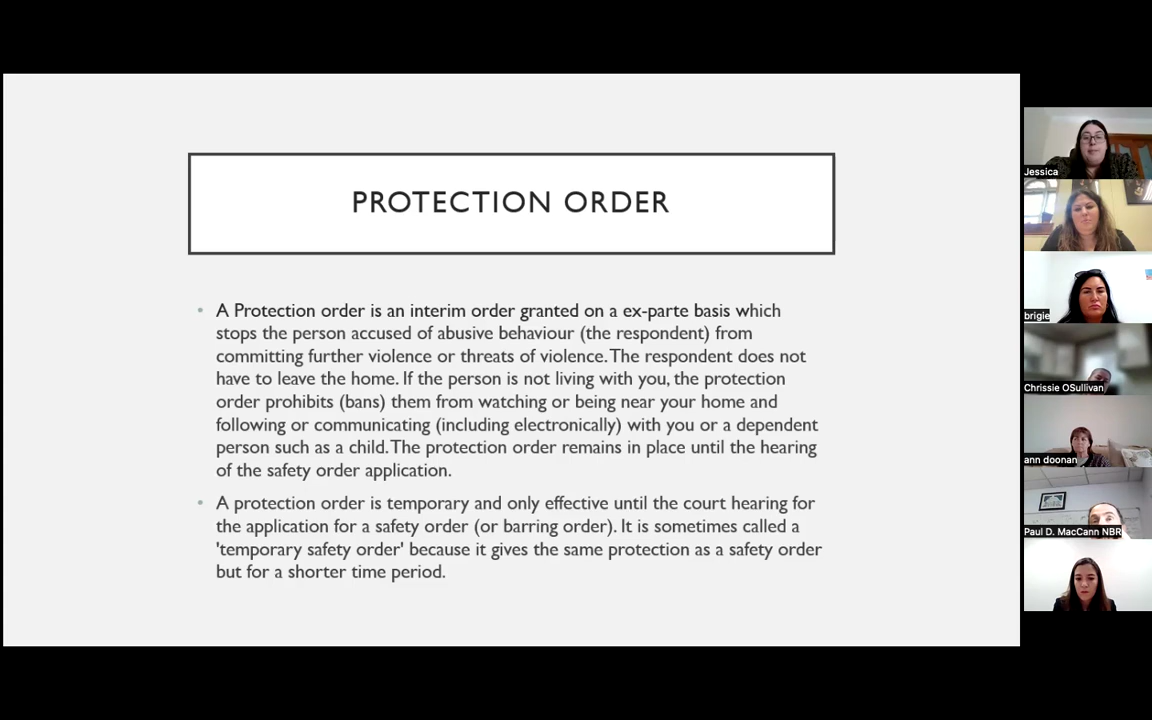 PROTECTION ORDER
• A Protection order is an interim order granted on a ex-parte basis which
stops the person accused of abusive behaviour (the respondent) from
committing further violence or threats of violence. The respondent does not
have to leave the home. If the person is not living with you, the protection
order prohibits (bans) them from watching or being near your home and
following or communicating (including electronically) with you or a dependent
person such as a child. The protection order remains in place until the hearing
of the safety order application.
• A protection order is temporary and only effective until the court hearing for
the application for a safety order (or barring order). It is sometimes called a
'temporary safety order' because it gives the same protection as a safety order
but for a shorter time period.
Jessica
brigie
Chrissie OSullivan
ann doonan
Paul D. MacCann NBR